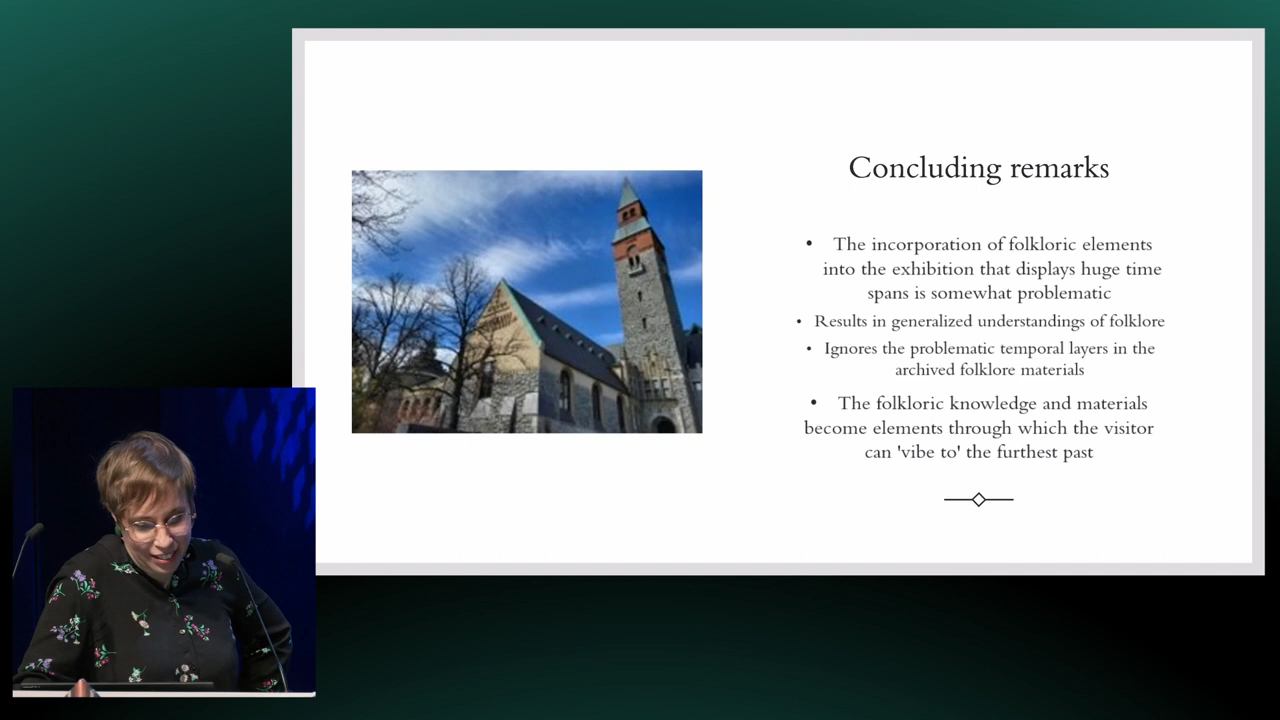 Concluding remarks
• The incorporation of folkloric elements
into the exhibition that displays huge time
spans is somewhat problematic
• Results in generalized understandings of folklore
• Ignores the problematic temporal layers in the
archived folklore materials
• The folkloric knowledge and materials
become elements through which the visitor
can 'vibe to' the furthest past